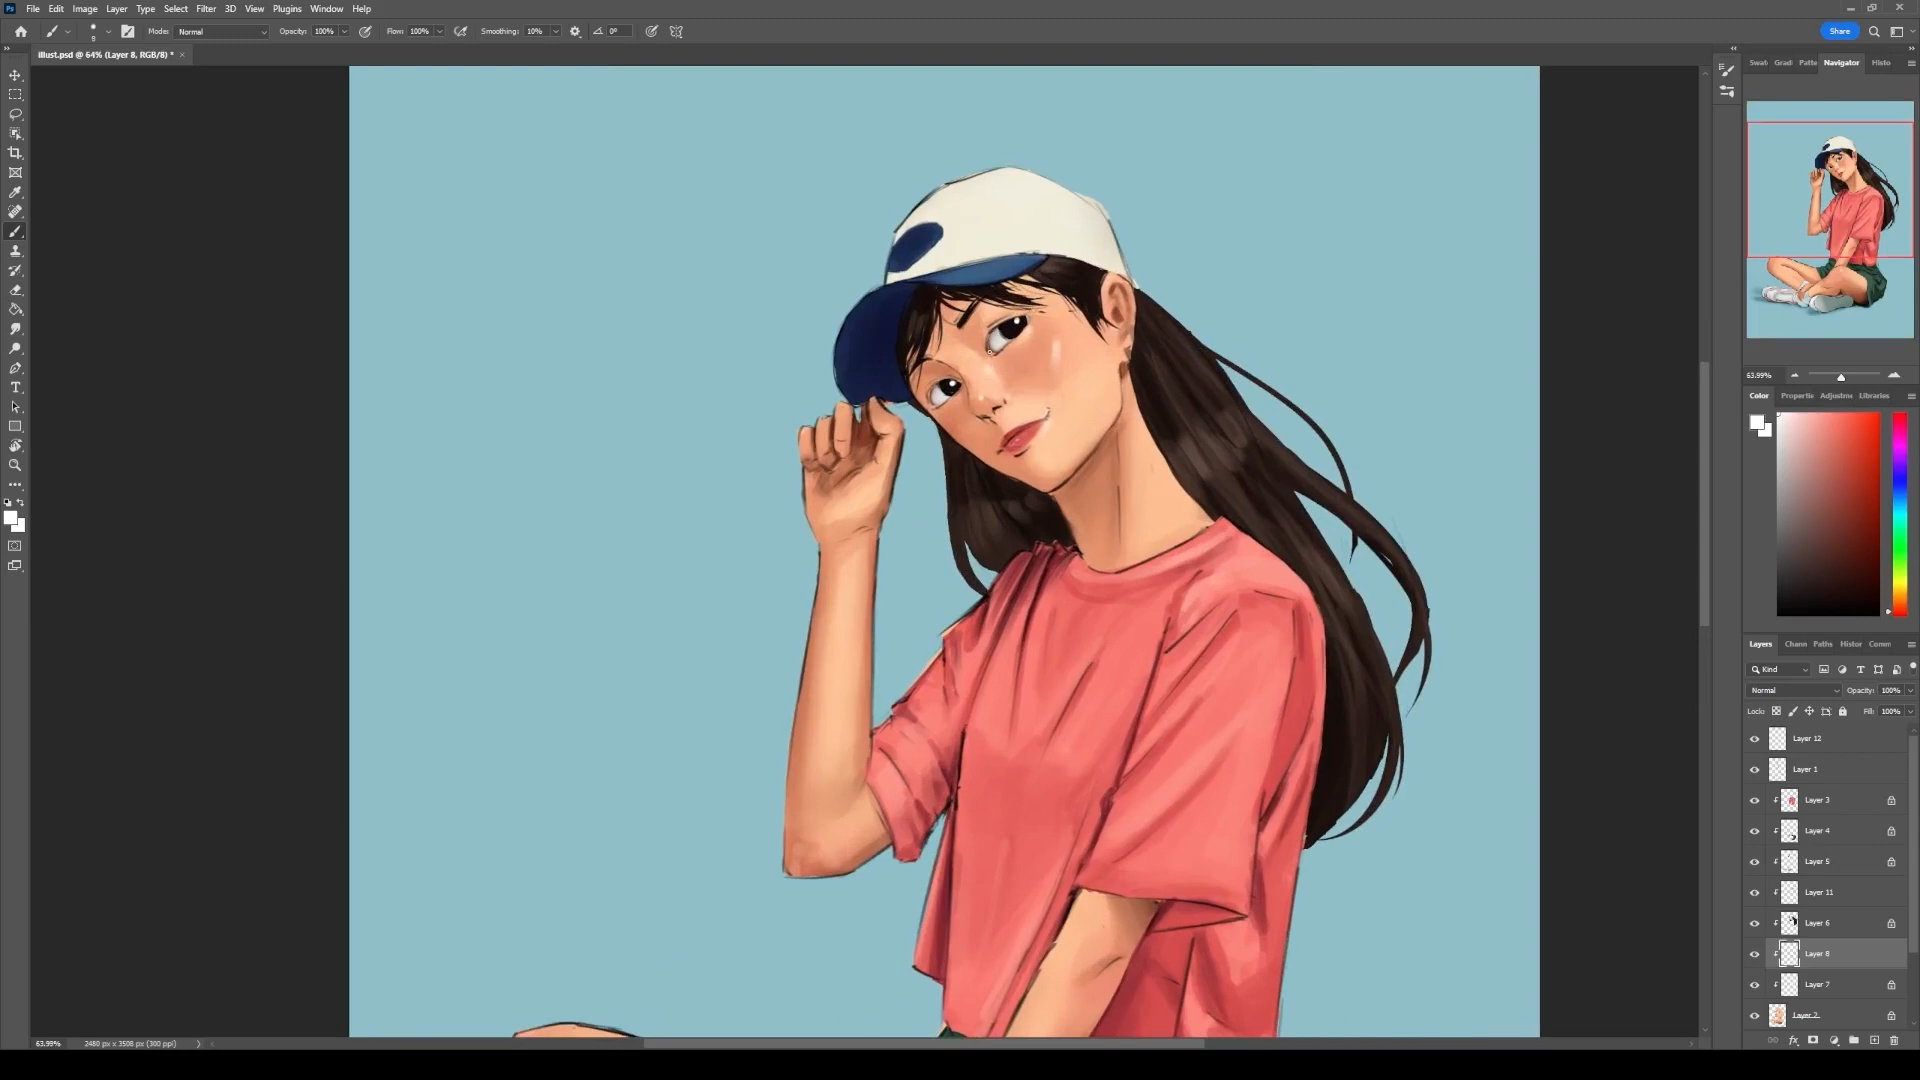 Ps File Edit Image Layer Type Select Filter 3D View Plugins Window Help
8 Mode: Normal Opacity: 100% Flow: 100% Smoothing: 10% 0° Share
illust.psd @ 64% (Layer 8, RGB/8) * ×
Swat Gradi Patte Navigator Histo
63.99%
Color Propertie Adjustme Libraries
Layers Chann Paths Histor Comm
Kind
Normal Opacity: 100%
Lock: Fill: 100%
Layer 12
Layer 1
Layer 3
Layer 4
Layer 5
Layer 11
Layer 6
Layer 8
Layer 7
Layer 2
63.99% 2480 px x 3508 px (300 ppi)